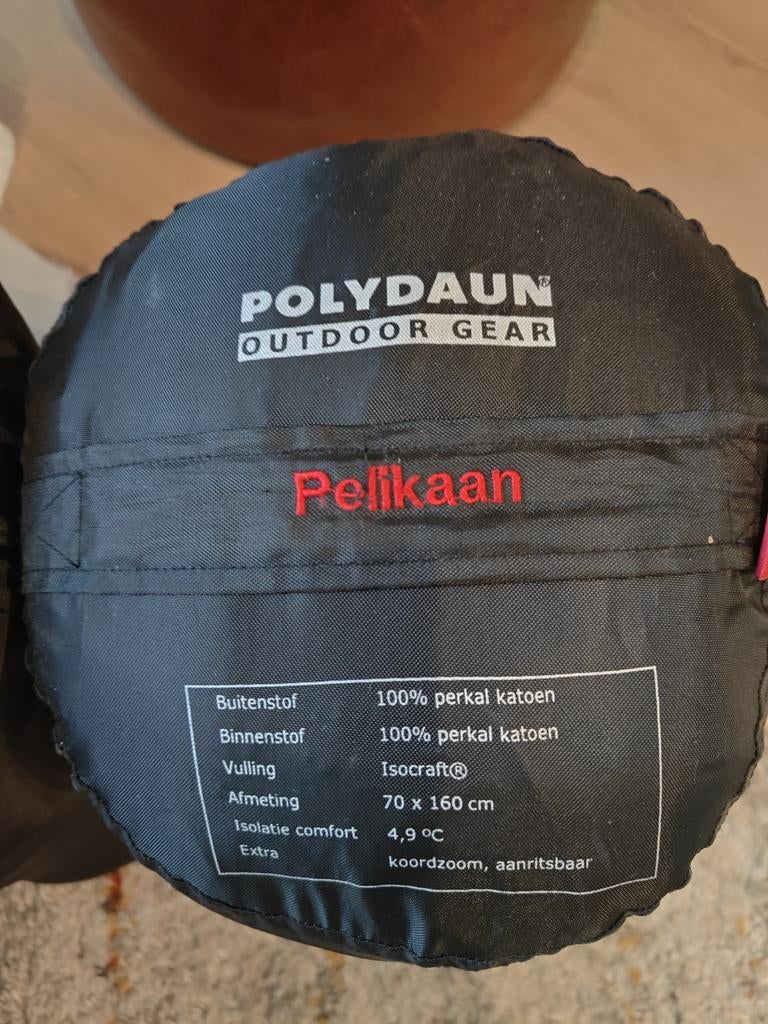 POLYDAUN®
OUTDOOR GEAR
Pelikaan
Buitenstof 100% perkal katoen
Binnenstof 100% perkal katoen
Vulling Isocraft®
Afmeting 70 x 160 cm
Isolatie comfort 4,9 ºC
Extra koordzoom, aanritsbaar